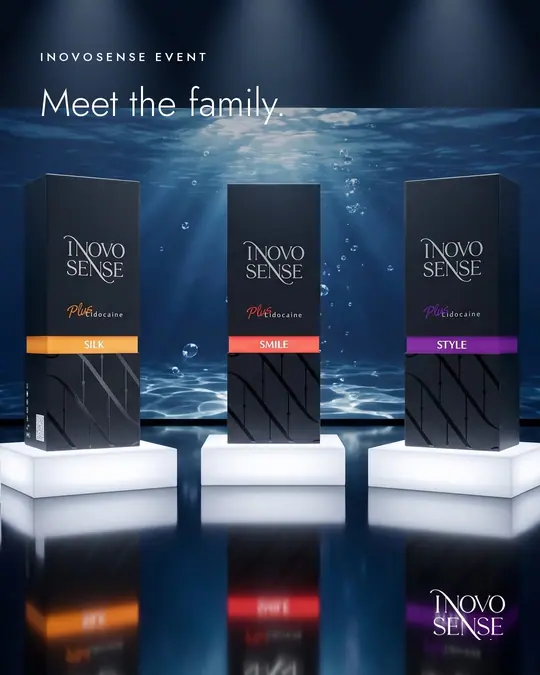 INOVOSENSE EVENT
Meet the family.
INOVO
SENSE
Plus Lidocaine
SILK
INOVO
SENSE
Plus Lidocaine
SMILE
INOVO
SENSE
Plus Lidocaine
STYLE
INOVO
SENSE